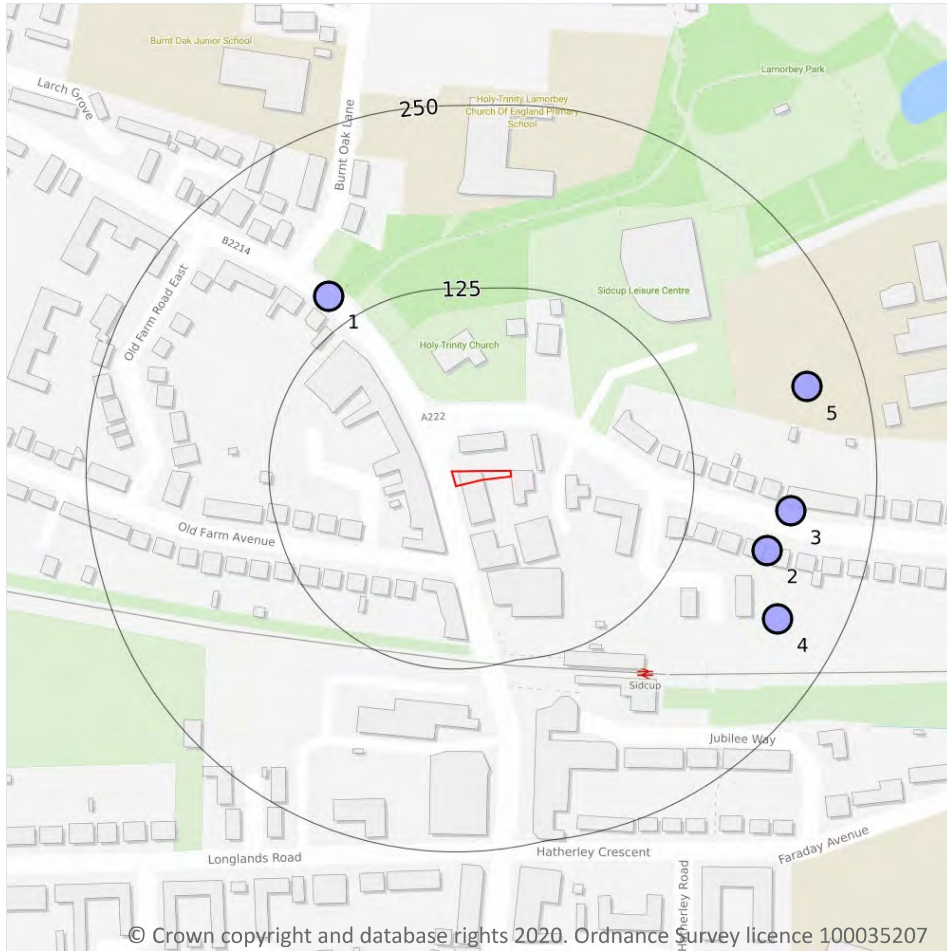 Burnt Oak Junior School
Larch Grove
Burnt Oak Lane
250
Holy-Trinity Lamorbey
Church Of England Primary
School
Lamorbey Park
B2214
Old Farm Road East
125
1
Sidcup Leisure Centre
Holy-Trinity Church
A222
5
3
2
4
Old Farm Avenue
Sidcup
Jubilee Way
Longlands Road
Hatherley Crescent
Hatherley Road
Faraday Avenue
© Crown copyright and database rights 2020. Ordnance Survey licence 100035207